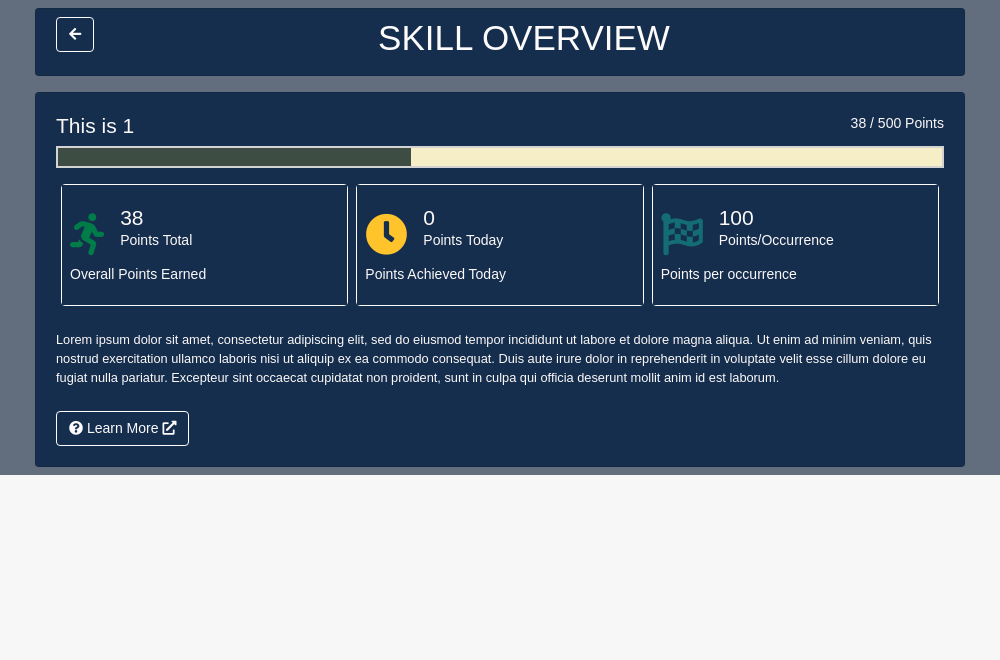 SKILL OVERVIEW
This is 1
38 / 500 Points
38
Points Total
Overall Points Earned
0
Points Today
Points Achieved Today
100
Points/Occurrence
Points per occurrence
Lorem ipsum dolor sit amet, consectetur adipiscing elit, sed do eiusmod tempor incididunt ut labore et dolore magna aliqua. Ut enim ad minim veniam, quis
nostrud exercitation ullamco laboris nisi ut aliquip ex ea commodo consequat. Duis aute irure dolor in reprehenderit in voluptate velit esse cillum dolore eu
fugiat nulla pariatur. Excepteur sint occaecat cupidatat non proident, sunt in culpa qui officia deserunt mollit anim id est laborum.
Learn More